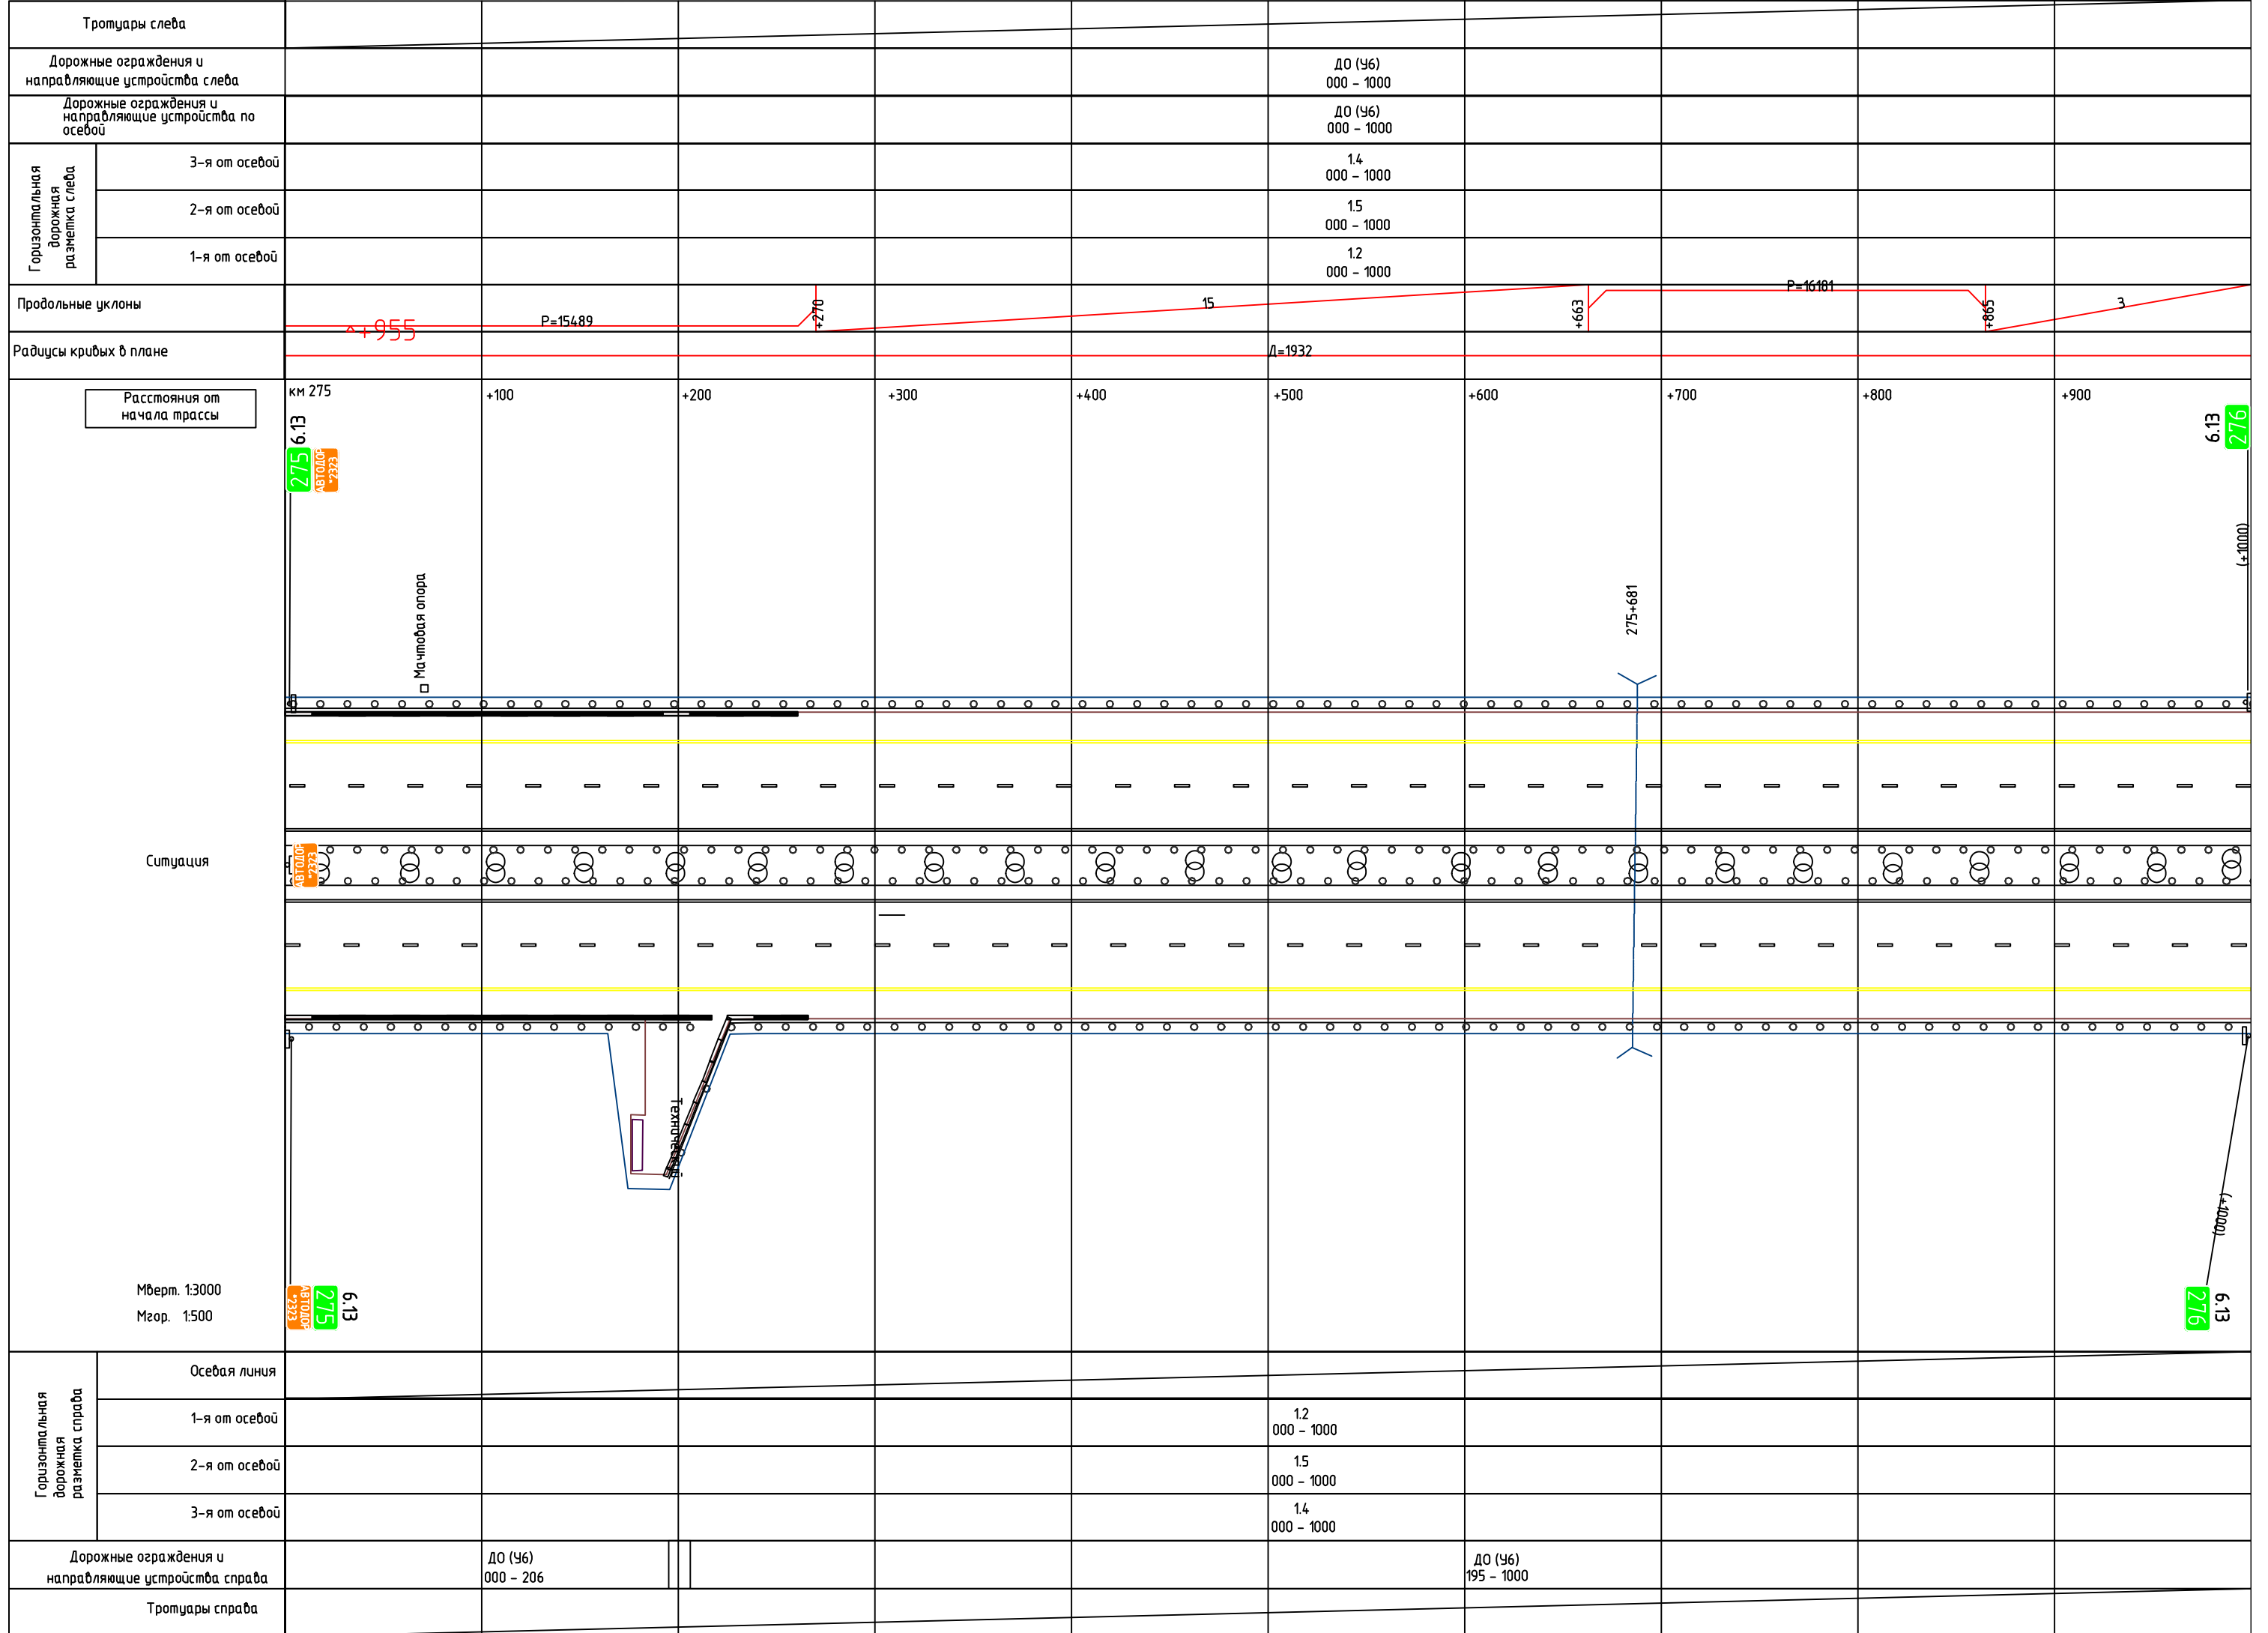 Тротуары слева
Дорожные ограждения и
направляющие устройства слева
ДО (У6)
000 – 1000
Дорожные ограждения и
направляющие устройства по
осевой
ДО (У6)
000 – 1000
Горизонтальная
дорожная
разметка слева
3-я от осевой
1.4
000 – 1000
2-я от осевой
1.5
000 – 1000
1-я от осевой
1.2
000 – 1000
Продольные уклоны
^+955
Р=15489
+270
15
+663
Р=16181
+865
3
Радиусы кривых в плане
Д=1932
Расстояния от
начала трассы
км 275
+100
+200
+300
+400
+500
+600
+700
+800
+900
6.13
275
АВТОДОР
*2323
6.13
276
(+1000)
Мачтовая опора
275+681
Ситуация
АВТОДОР
*2323
Технический
(+1000)
Мверт. 1:3000
Мгор. 1:500
АВТОДОР
*2323
275
6.13
276
6.13
Горизонтальная
дорожная
разметка справа
Осевая линия
1-я от осевой
1.2
000 – 1000
2-я от осевой
1.5
000 – 1000
3-я от осевой
1.4
000 – 1000
Дорожные ограждения и
направляющие устройства справа
ДО (У6)
000 – 206
ДО (У6)
195 – 1000
Тротуары справа